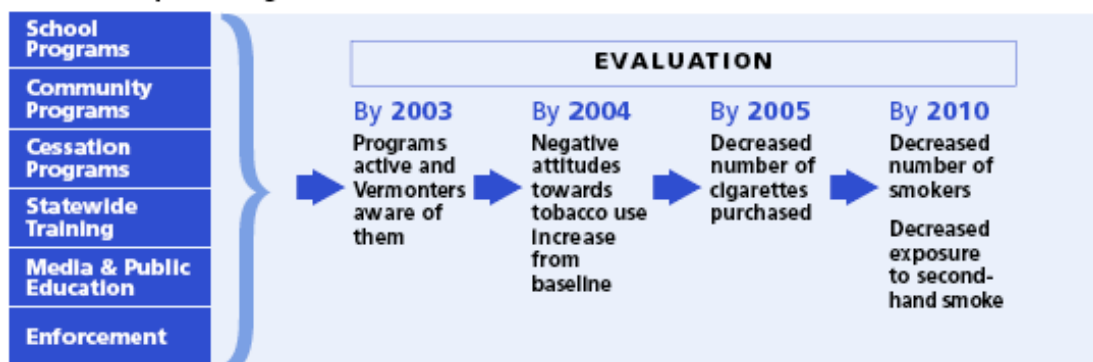 School
Programs
Community
Programs
Cessation
Programs
Statewide
Training
Media & Public
Education
Enforcement
EVALUATION
By 2003
Programs
active and
Vermonters
aware of
them
By 2004
Negative
attitudes
towards
tobacco use
increase
from
baseline
By 2005
Decreased
number of
cigarettes
purchased
By 2010
Decreased
number of
smokers
Decreased
exposure
to second-
hand smoke